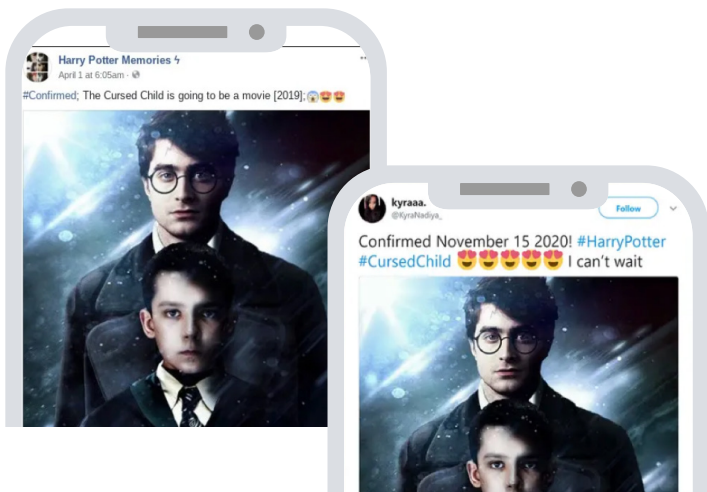 Harry Potter Memories ϟ
April 1 at 6:05am ·
#Confirmed; The Cursed Child is going to be a movie [2019];😱😍😍
kyraaa.
@KyraNadiya_
Follow
Confirmed November 15 2020! #HarryPotter
#CursedChild 😍😍😍😍😍 I can't wait